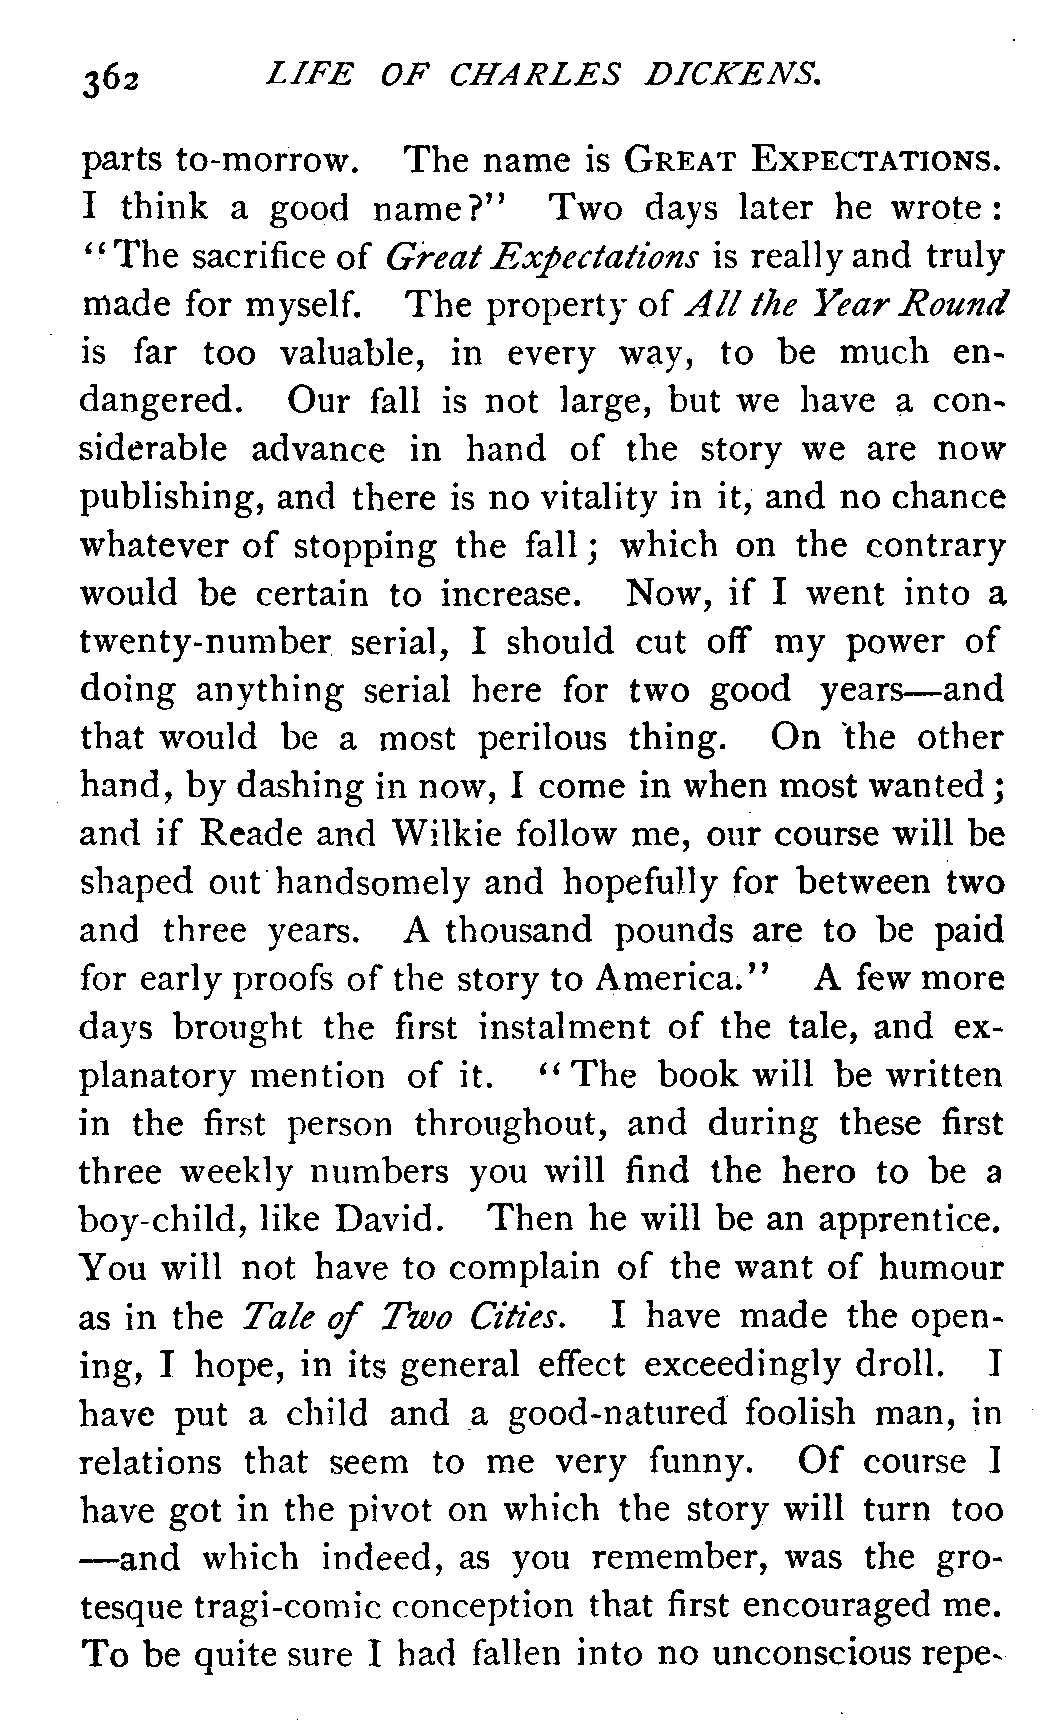 362 LIFE OF CHARLES DICKENS.
parts to-morrow. The name is GREAT EXPECTATIONS.
I think a good name?" Two days later he wrote :
"The sacrifice of Great Expectations is really and truly
made for myself. The property of All the Year Round
is far too valuable, in every way, to be much en-
dangered. Our fall is not large, but we have a con-
siderable advance in hand of the story we are now
publishing, and there is no vitality in it, and no chance
whatever of stopping the fall ; which on the contrary
would be certain to increase. Now, if I went into a
twenty-number serial, I should cut off my power of
doing anything serial here for two good years—and
that would be a most perilous thing. On the other
hand, by dashing in now, I come in when most wanted ;
and if Reade and Wilkie follow me, our course will be
shaped out handsomely and hopefully for between two
and three years. A thousand pounds are to be paid
for early proofs of the story to America." A few more
days brought the first instalment of the tale, and ex-
planatory mention of it. "The book will be written
in the first person throughout, and during these first
three weekly numbers you will find the hero to be a
boy-child, like David. Then he will be an apprentice.
You will not have to complain of the want of humour
as in the Tale of Two Cities. I have made the open-
ing, I hope, in its general effect exceedingly droll. I
have put a child and a good-natured foolish man, in
relations that seem to me very funny. Of course I
have got in the pivot on which the story will turn too
—and which indeed, as you remember, was the gro-
tesque tragi-comic conception that first encouraged me.
To be quite sure I had fallen into no unconscious repe-